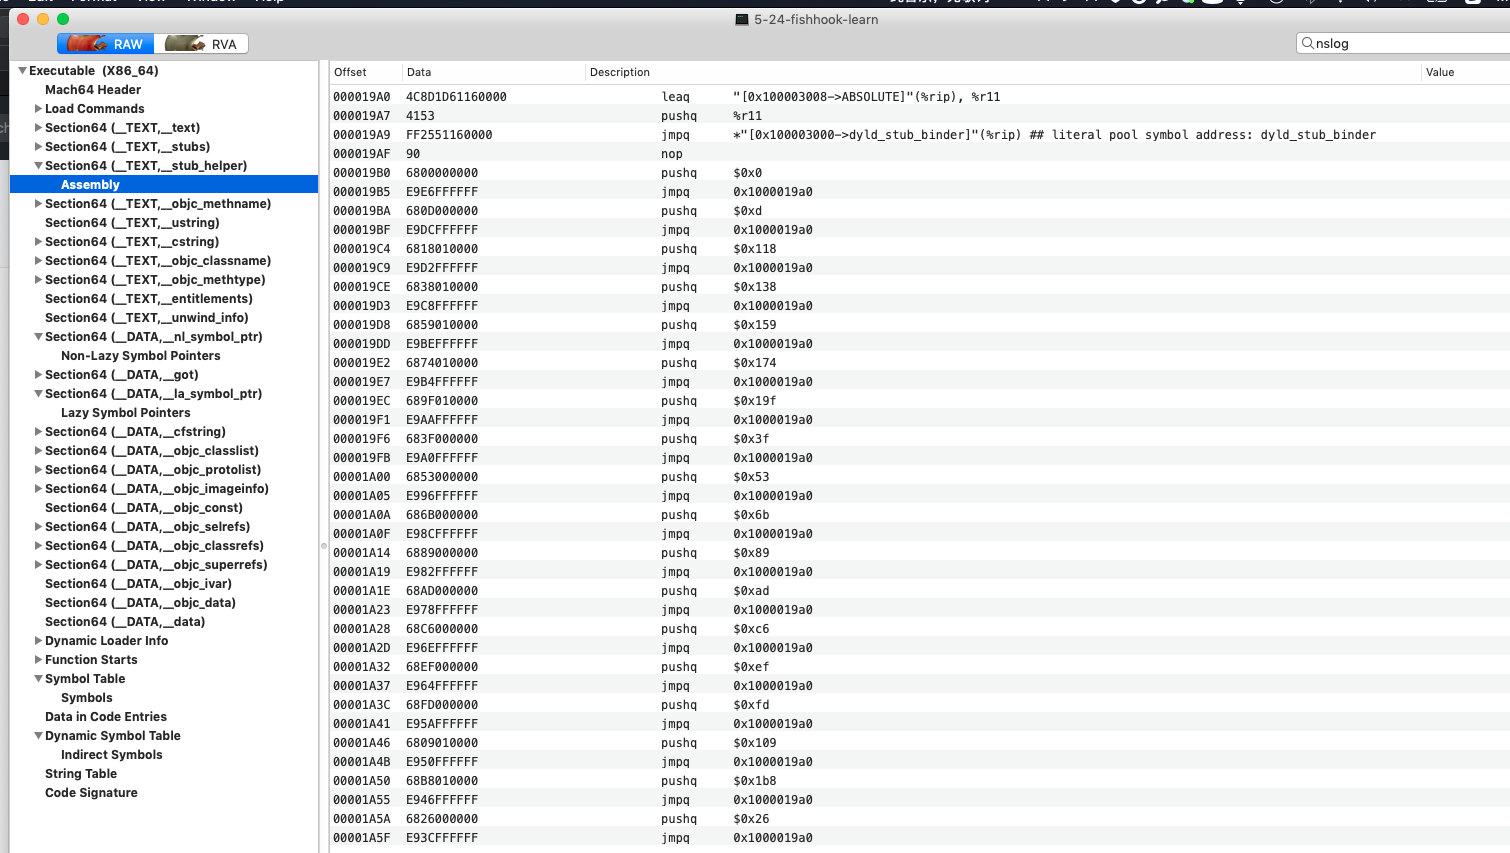 5-24-fishhook-learn
RAW RVA
nslog
Executable (X86_64)
Mach64 Header
Load Commands
Section64 (__TEXT,__text)
Section64 (__TEXT,__stubs)
Section64 (__TEXT,__stub_helper)
Assembly
Section64 (__TEXT,__objc_methname)
Section64 (__TEXT,__ustring)
Section64 (__TEXT,__cstring)
Section64 (__TEXT,__objc_classname)
Section64 (__TEXT,__objc_methtype)
Section64 (__TEXT,__entitlements)
Section64 (__TEXT,__unwind_info)
Section64 (__DATA,__nl_symbol_ptr)
Non-Lazy Symbol Pointers
Section64 (__DATA,__got)
Section64 (__DATA,__la_symbol_ptr)
Lazy Symbol Pointers
Section64 (__DATA,__cfstring)
Section64 (__DATA,__objc_classlist)
Section64 (__DATA,__objc_protolist)
Section64 (__DATA,__objc_imageinfo)
Section64 (__DATA,__objc_const)
Section64 (__DATA,__objc_selrefs)
Section64 (__DATA,__objc_classrefs)
Section64 (__DATA,__objc_superrefs)
Section64 (__DATA,__objc_ivar)
Section64 (__DATA,__objc_data)
Section64 (__DATA,__data)
Dynamic Loader Info
Function Starts
Symbol Table
Symbols
Data in Code Entries
Dynamic Symbol Table
Indirect Symbols
String Table
Code Signature
Offset Data Description Value
000019A0 4C8D1D61160000 leaq "[0x100003008->ABSOLUTE]"(%rip), %r11
000019A7 4153 pushq %r11
000019A9 FF2551160000 jmpq *"[0x100003000->dyld_stub_binder]"(%rip) ## literal pool symbol address: dyld_stub_binder
000019AF 90 nop
000019B0 6800000000 pushq $0x0
000019B5 E9E6FFFFFF jmpq 0x1000019a0
000019BA 680D000000 pushq $0xd
000019BF E9DCFFFFFF jmpq 0x1000019a0
000019C4 6818010000 pushq $0x118
000019C9 E9D2FFFFFF jmpq 0x1000019a0
000019CE 6838010000 pushq $0x138
000019D3 E9C8FFFFFF jmpq 0x1000019a0
000019D8 6859010000 pushq $0x159
000019DD E9BEFFFFFF jmpq 0x1000019a0
000019E2 6874010000 pushq $0x174
000019E7 E9B4FFFFFF jmpq 0x1000019a0
000019EC 689F010000 pushq $0x19f
000019F1 E9AAFFFFFF jmpq 0x1000019a0
000019F6 683F000000 pushq $0x3f
000019FB E9A0FFFFFF jmpq 0x1000019a0
00001A00 6853000000 pushq $0x53
00001A05 E996FFFFFF jmpq 0x1000019a0
00001A0A 686B000000 pushq $0x6b
00001A0F E98CFFFFFF jmpq 0x1000019a0
00001A14 6889000000 pushq $0x89
00001A19 E982FFFFFF jmpq 0x1000019a0
00001A1E 68AD000000 pushq $0xad
00001A23 E978FFFFFF jmpq 0x1000019a0
00001A28 68C6000000 pushq $0xc6
00001A2D E96EFFFFFF jmpq 0x1000019a0
00001A32 68EF000000 pushq $0xef
00001A37 E964FFFFFF jmpq 0x1000019a0
00001A3C 68FD000000 pushq $0xfd
00001A41 E95AFFFFFF jmpq 0x1000019a0
00001A46 6809010000 pushq $0x109
00001A4B E950FFFFFF jmpq 0x1000019a0
00001A50 68B8010000 pushq $0x1b8
00001A55 E946FFFFFF jmpq 0x1000019a0
00001A5A 6826000000 pushq $0x26
00001A5F E93CFFFFFF jmpq 0x1000019a0